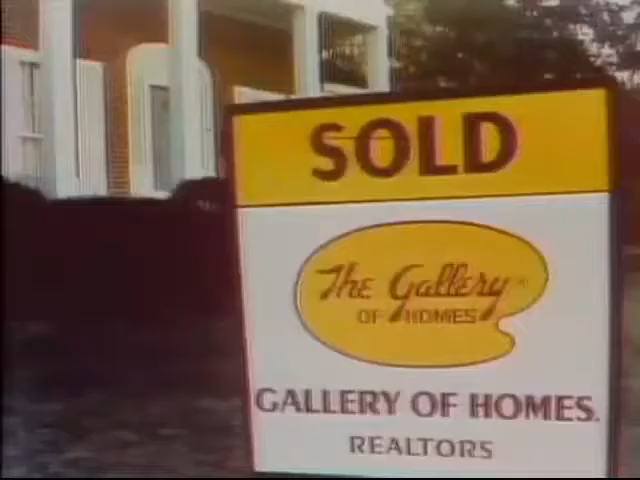 SOLD
The Gallery
OF HOMES
GALLERY OF HOMES.
REALTORS